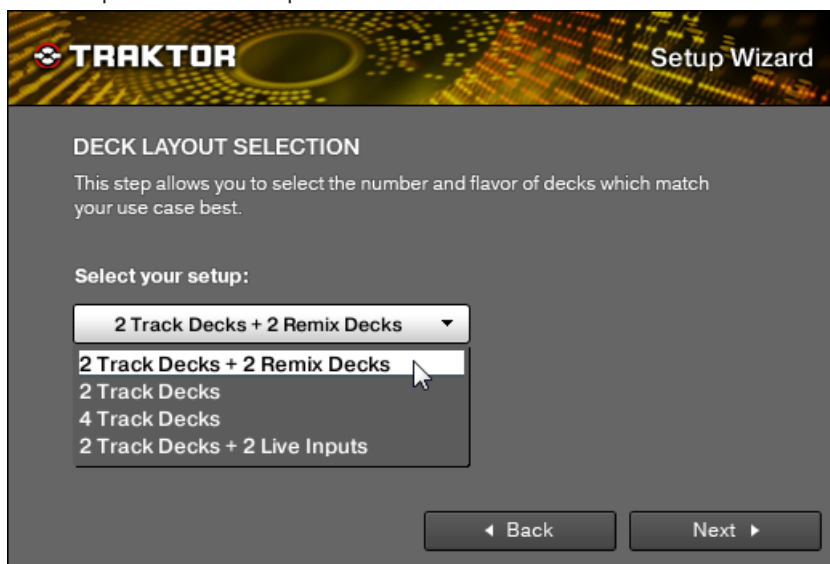 TRAKTOR
Setup Wizard
DECK LAYOUT SELECTION
This step allows you to select the number and flavor of decks which match
your use case best.
Select your setup:
2 Track Decks + 2 Remix Decks
2 Track Decks + 2 Remix Decks
2 Track Decks
4 Track Decks
2 Track Decks + 2 Live Inputs
Back
Next